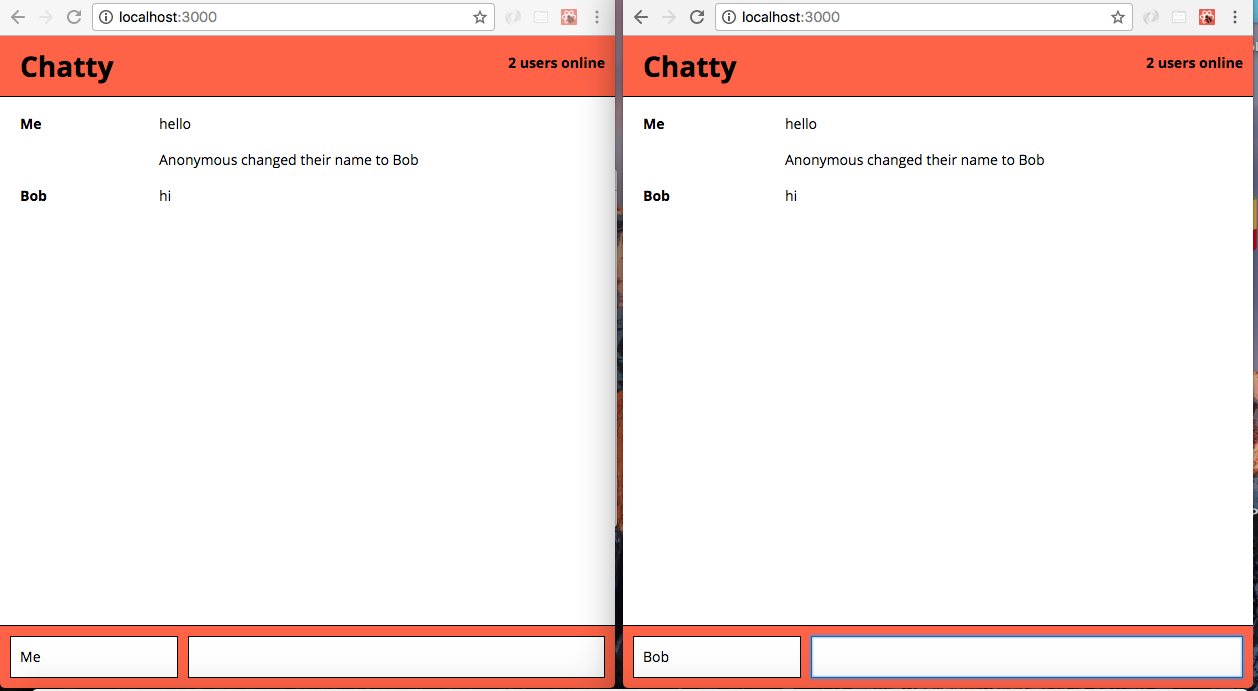 localhost:3000
Chatty
2 users online
Me hello
Anonymous changed their name to Bob
Bob hi
Me
localhost:3000
Chatty
2 users online
Me hello
Anonymous changed their name to Bob
Bob hi
Bob